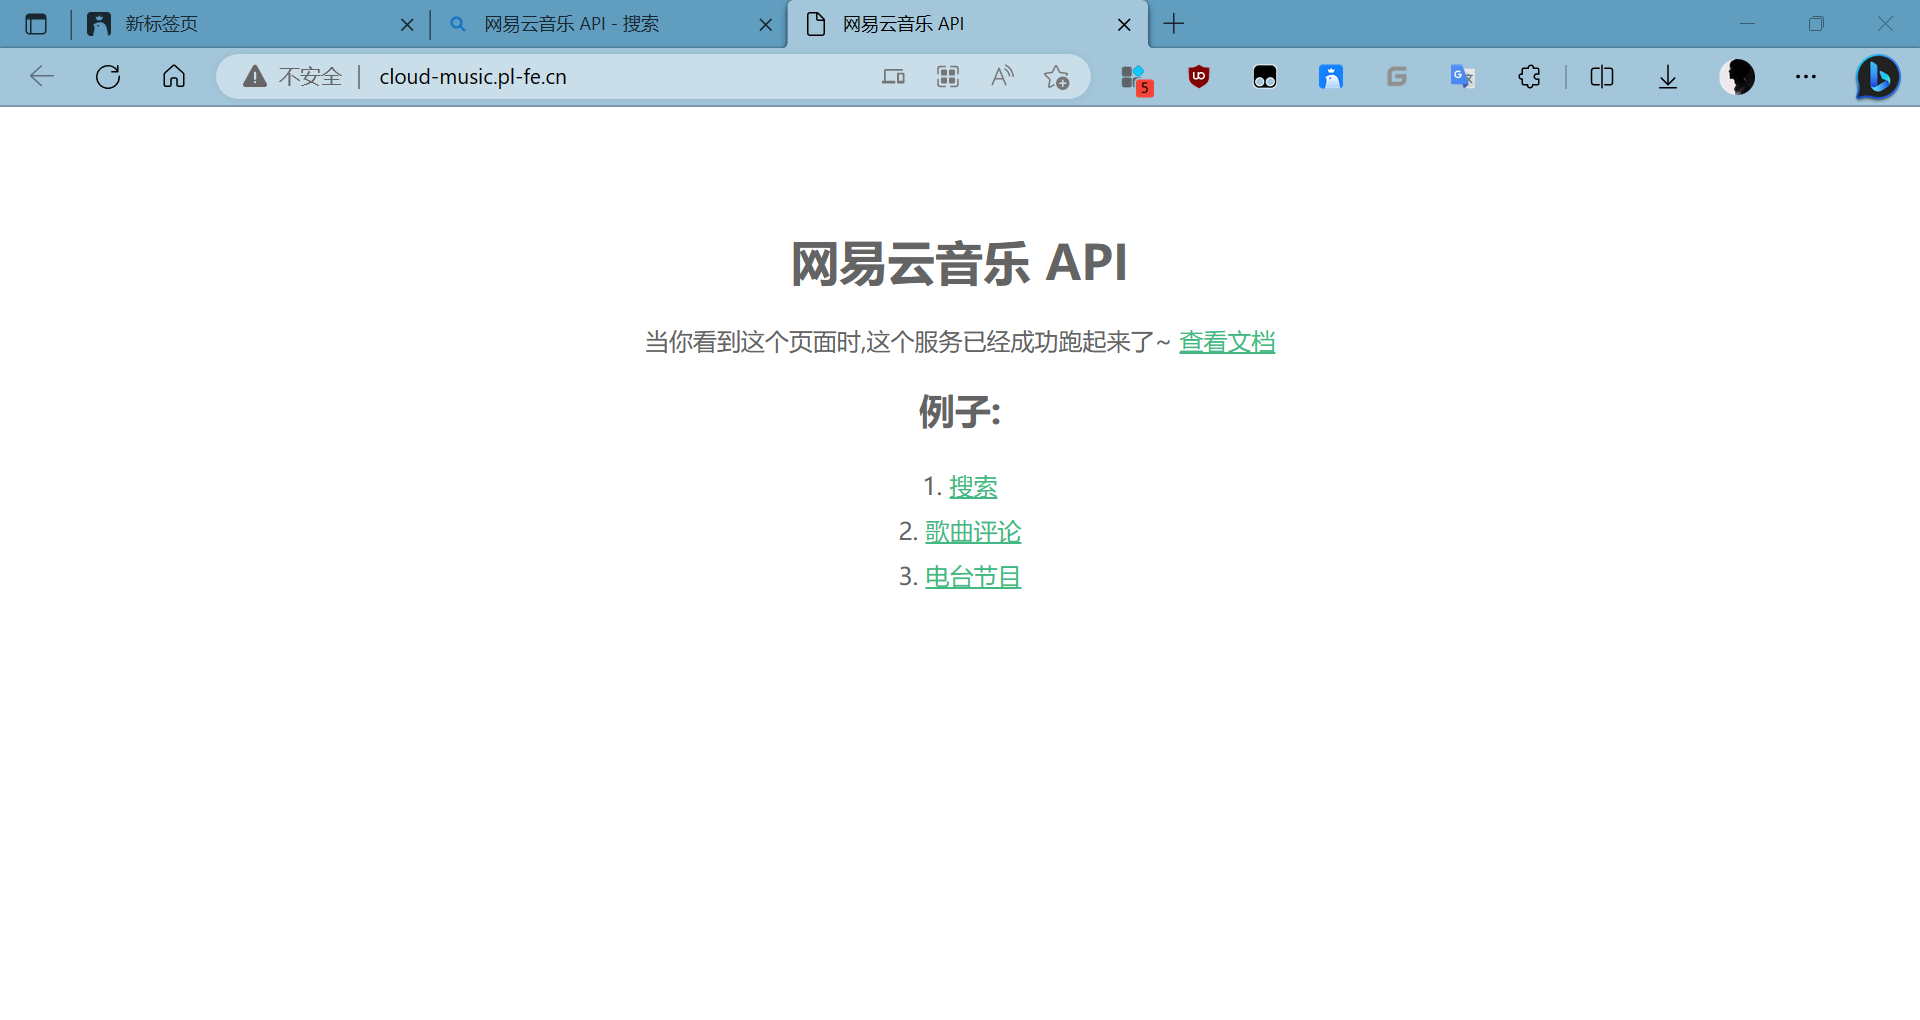 新标签页
网易云音乐 API - 搜索
网易云音乐 API
不安全
cloud-music.pl-fe.cn
5
网易云音乐 API
当你看到这个页面时,这个服务已经成功跑起来了~ 查看文档
例子:
1. 搜索
2. 歌曲评论
3. 电台节目